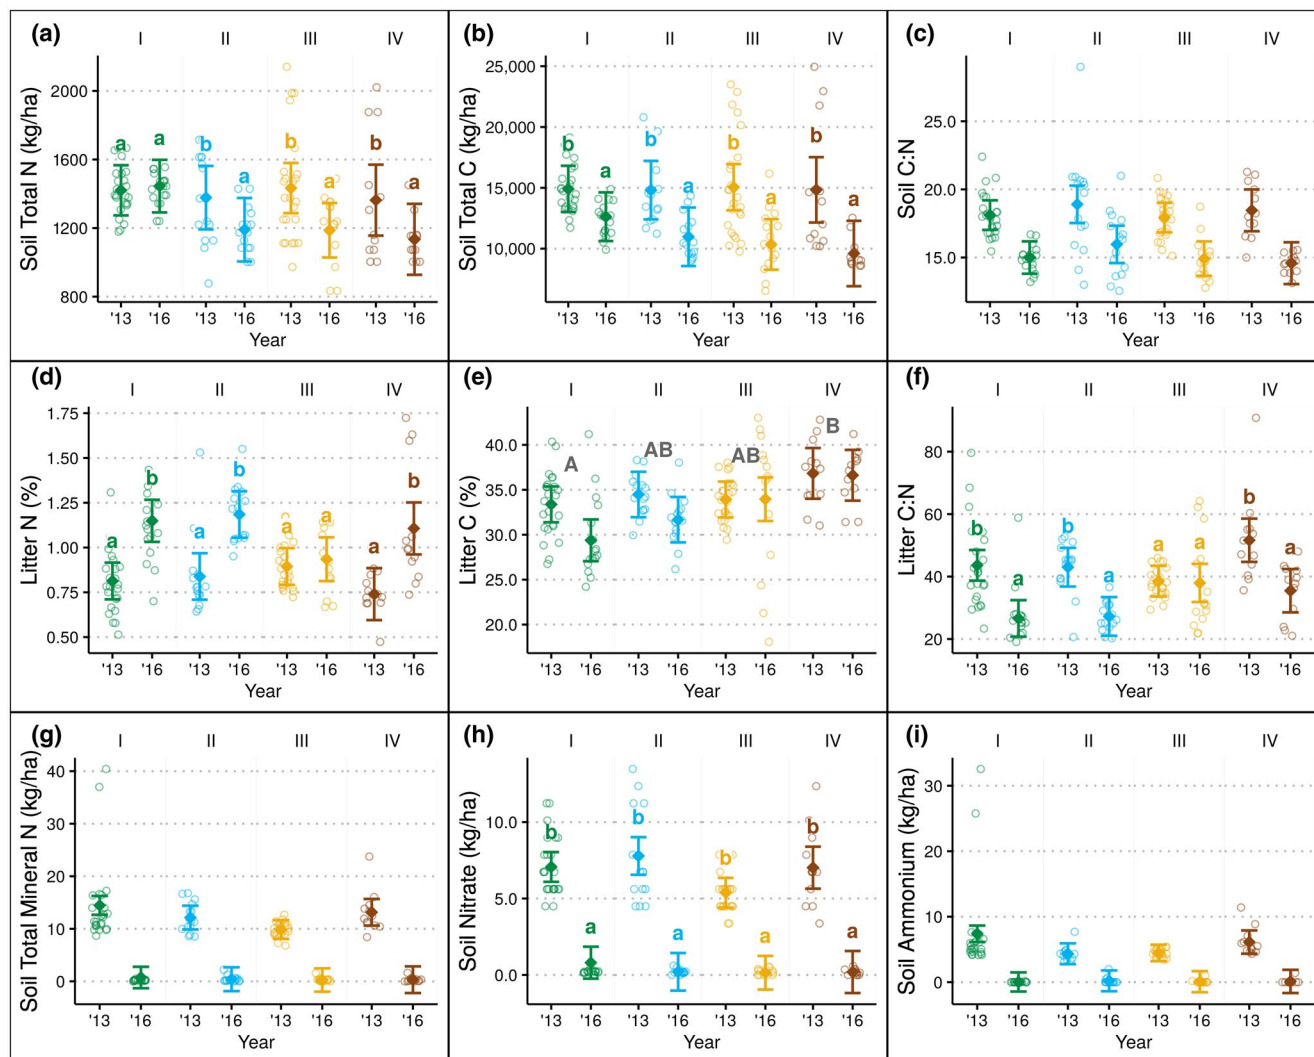 (a)
I II III IV
Soil Total N (kg/ha)
2000
1600
1200
800
a a b a b a b a
'13 '16 '13 '16 '13 '16 '13 '16
Year
(b)
I II III IV
Soil Total C (kg/ha)
25,000
20,000
15,000
10,000
b a b a b a b a
'13 '16 '13 '16 '13 '16 '13 '16
Year
(c)
I II III IV
Soil C:N
25.0
20.0
15.0
'13 '16 '13 '16 '13 '16 '13 '16
Year
(d)
I II III IV
Litter N (%)
1.75
1.50
1.25
1.00
0.75
0.50
a b a b a a a b
'13 '16 '13 '16 '13 '16 '13 '16
Year
(e)
I II III IV
Litter C (%)
40.0
35.0
30.0
25.0
20.0
A AB AB B
'13 '16 '13 '16 '13 '16 '13 '16
Year
(f)
I II III IV
Litter C:N
80
60
40
20
b a b a a a b a
'13 '16 '13 '16 '13 '16 '13 '16
Year
(g)
I II III IV
Soil Total Mineral N (kg/ha)
40
30
20
10
0
'13 '16 '13 '16 '13 '16 '13 '16
Year
(h)
I II III IV
Soil Nitrate (kg/ha)
10.0
5.0
0.0
b a b a b a b a
'13 '16 '13 '16 '13 '16 '13 '16
Year
(i)
I II III IV
Soil Ammonium (kg/ha)
30
20
10
0
'13 '16 '13 '16 '13 '16 '13 '16
Year